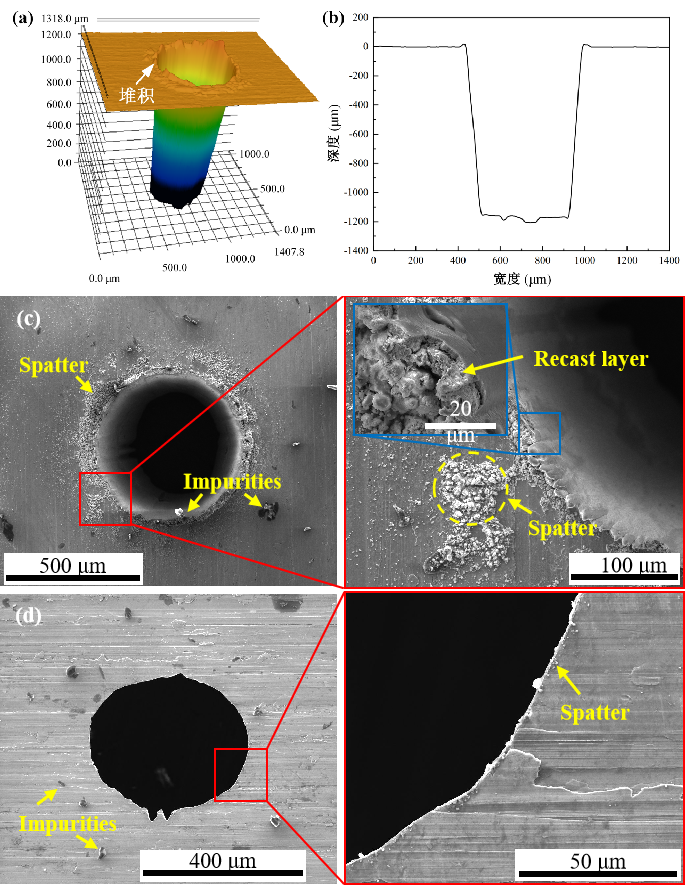 (a)
1318.0 μm
1200.0
1000.0
800.0
600.0
400.0
200.0
0.0
堆积
1000.0
500.0
0.0 μm
1407.8
1000.0
500.0
0.0 μm
(b)
200
0
-200
-400
-600
-800
-1000
-1200
-1400
深度 (μm)
0
200
400
600
800
1000
1200
1400
宽度 (μm)
(c)
Spatter
Impurities
500 μm
Recast layer
20
μm
Spatter
100 μm
(d)
Impurities
400 μm
Spatter
50 μm